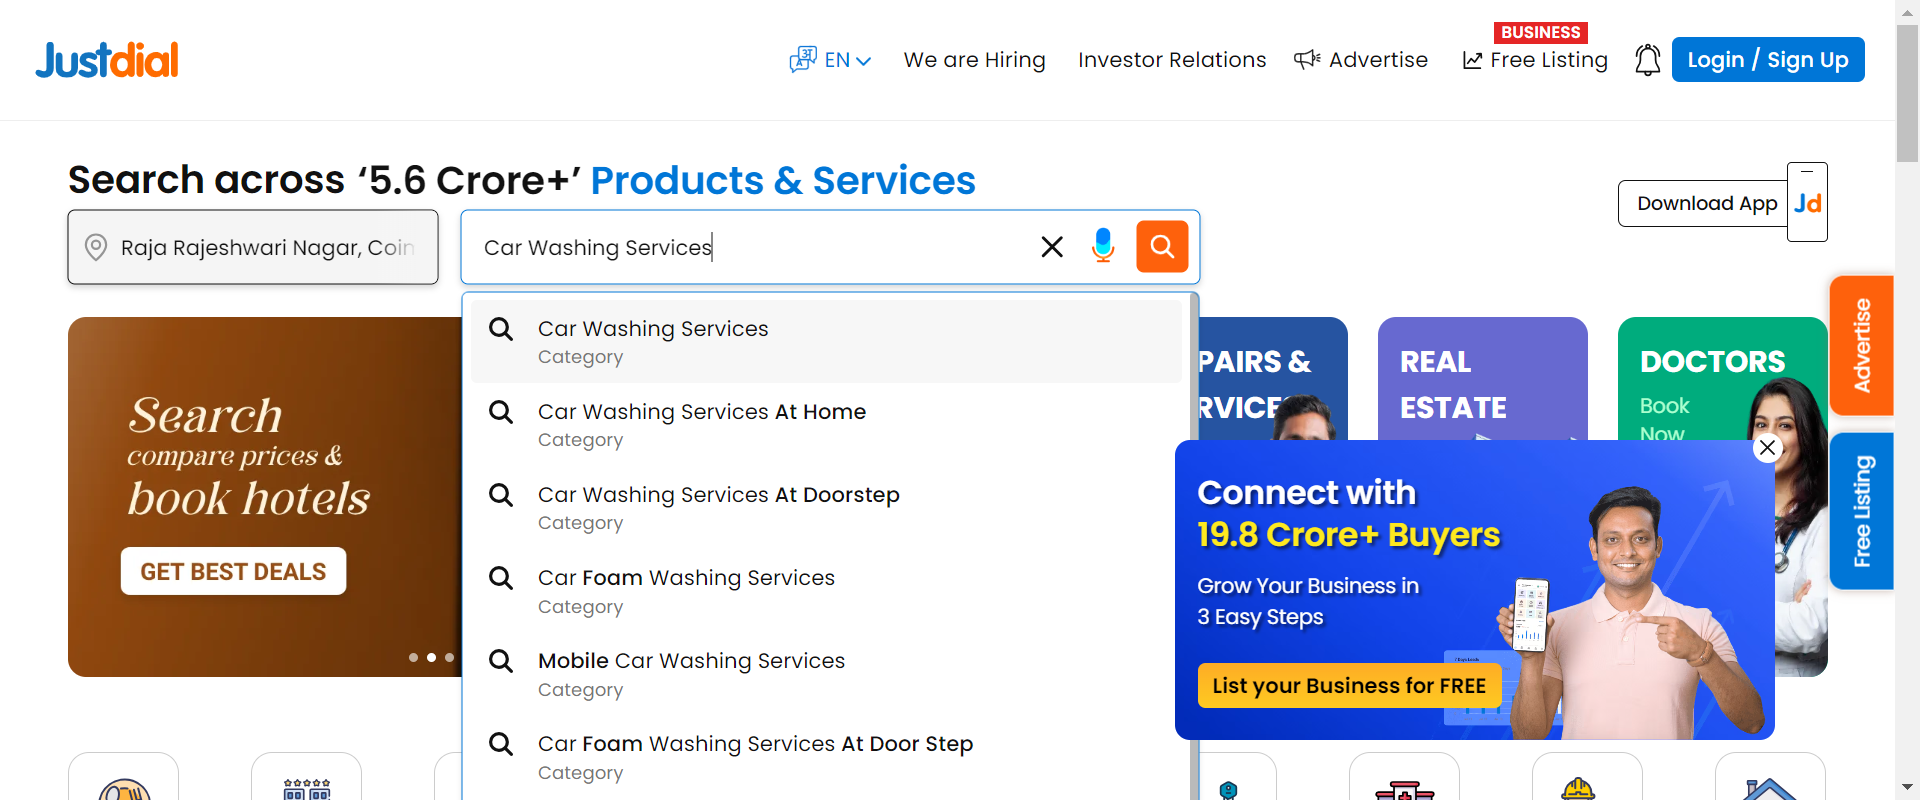 Justdial
EN
We are Hiring
Investor Relations
Advertise
BUSINESS
Free Listing
Login / Sign Up
Search across ‘5.6 Crore+’ Products & Services
Download App
Jd
Raja Rajeshwari Nagar, Coin
Car Washing Services
Car Washing Services
Category
Car Washing Services At Home
Category
Car Washing Services At Doorstep
Category
Car Foam Washing Services
Category
Mobile Car Washing Services
Category
Car Foam Washing Services At Door Step
Category
Search
compare prices &
book hotels
GET BEST DEALS
PAIRS &
RVICE
REAL
ESTATE
DOCTORS
Book
Now
Advertise
Free Listing
Connect with
19.8 Crore+ Buyers
Grow Your Business in
3 Easy Steps
List your Business for FREE